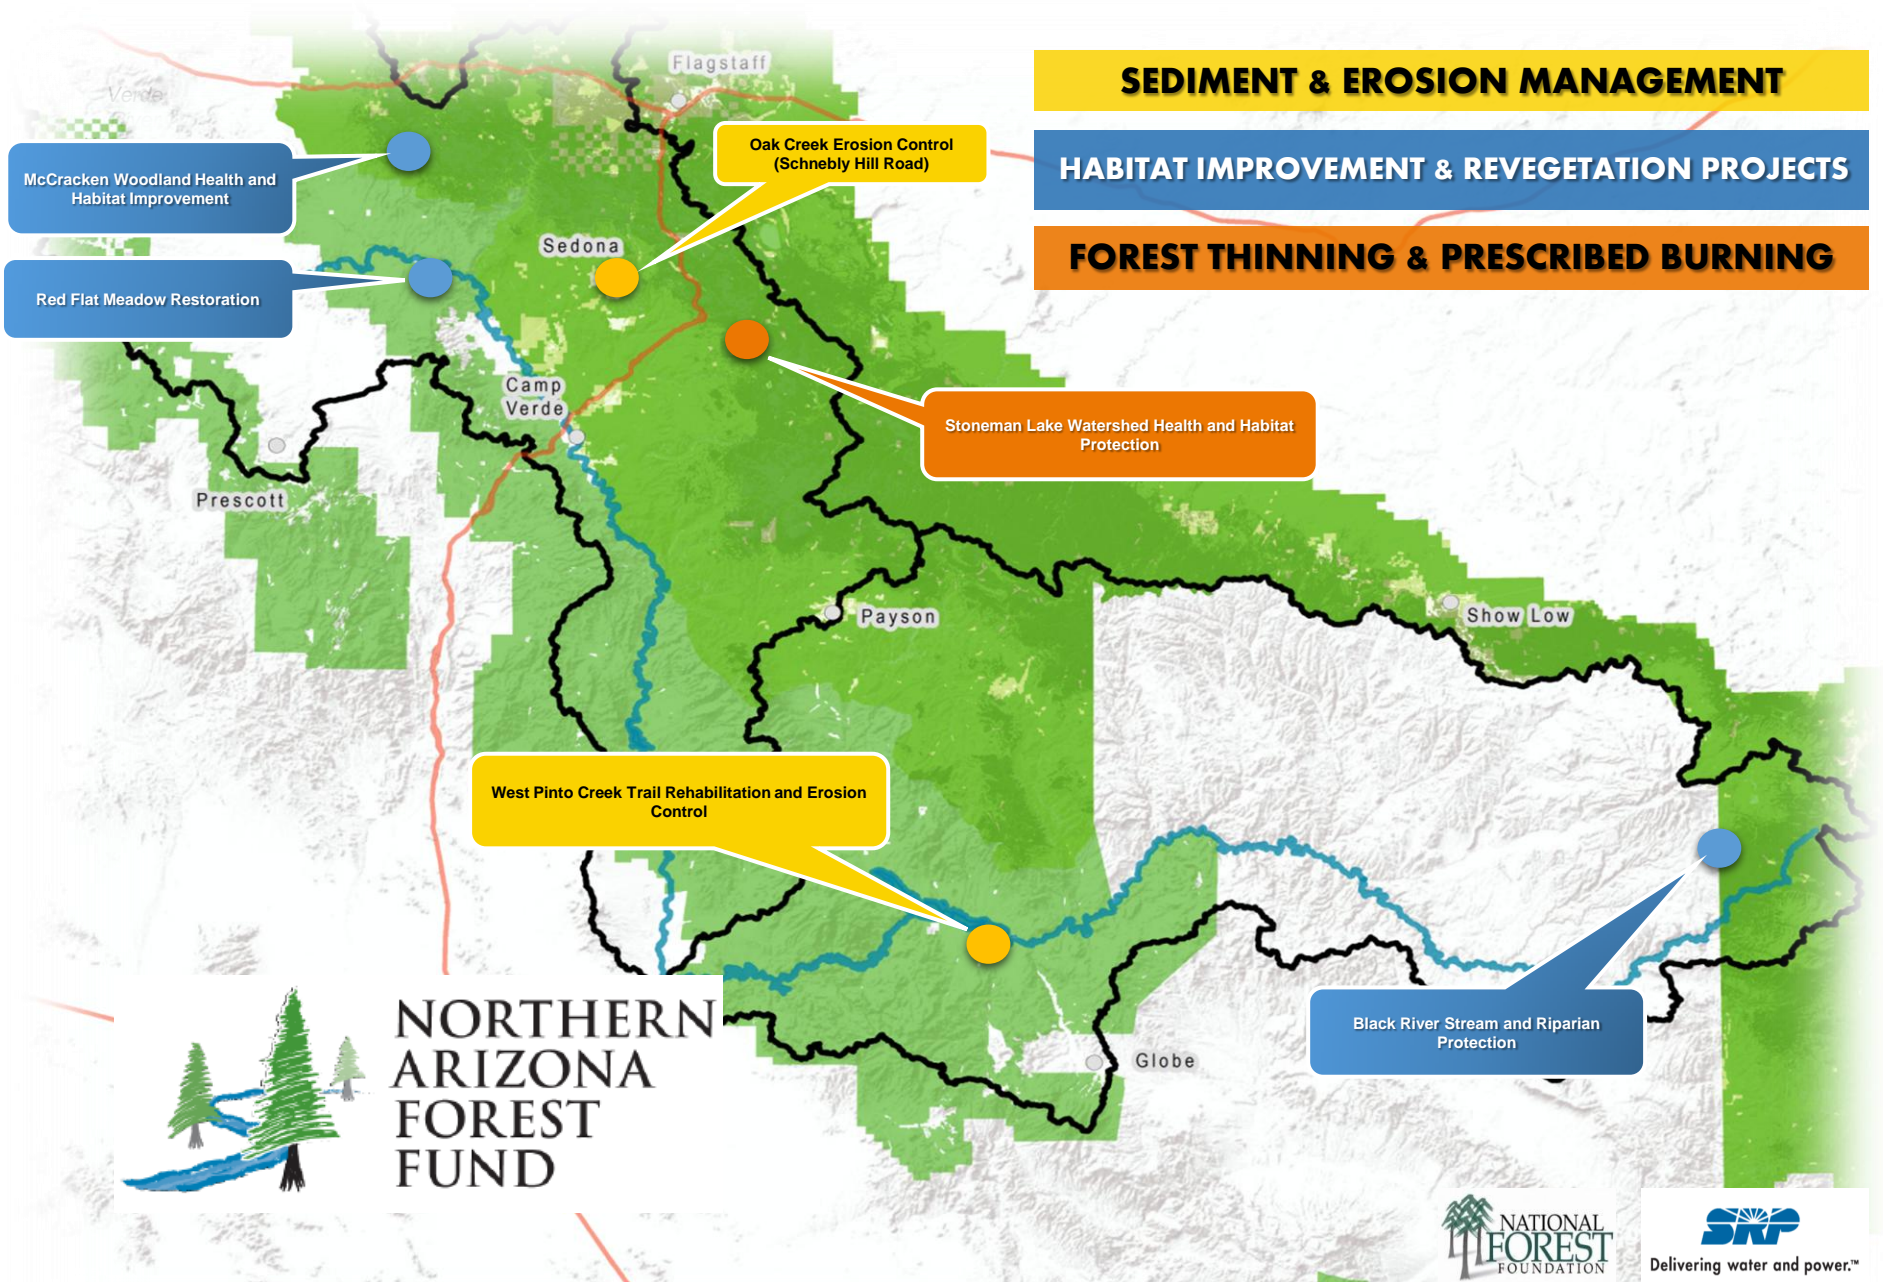 Flagstaff
Verde
SEDIMENT & EROSION MANAGEMENT
HABITAT IMPROVEMENT & REVEGETATION PROJECTS
FOREST THINNING & PRESCRIBED BURNING
Oak Creek Erosion Control
(Schnebly Hill Road)
McCracken Woodland Health and
Habitat Improvement
Sedona
Red Flat Meadow Restoration
Camp
Verde
Stoneman Lake Watershed Health and Habitat
Protection
Prescott
Payson
Show Low
West Pinto Creek Trail Rehabilitation and Erosion
Control
Black River Stream and Riparian
Protection
Globe
NORTHERN
ARIZONA
FOREST
FUND
NATIONAL
FOREST
FOUNDATION
SRP
Delivering water and power.™